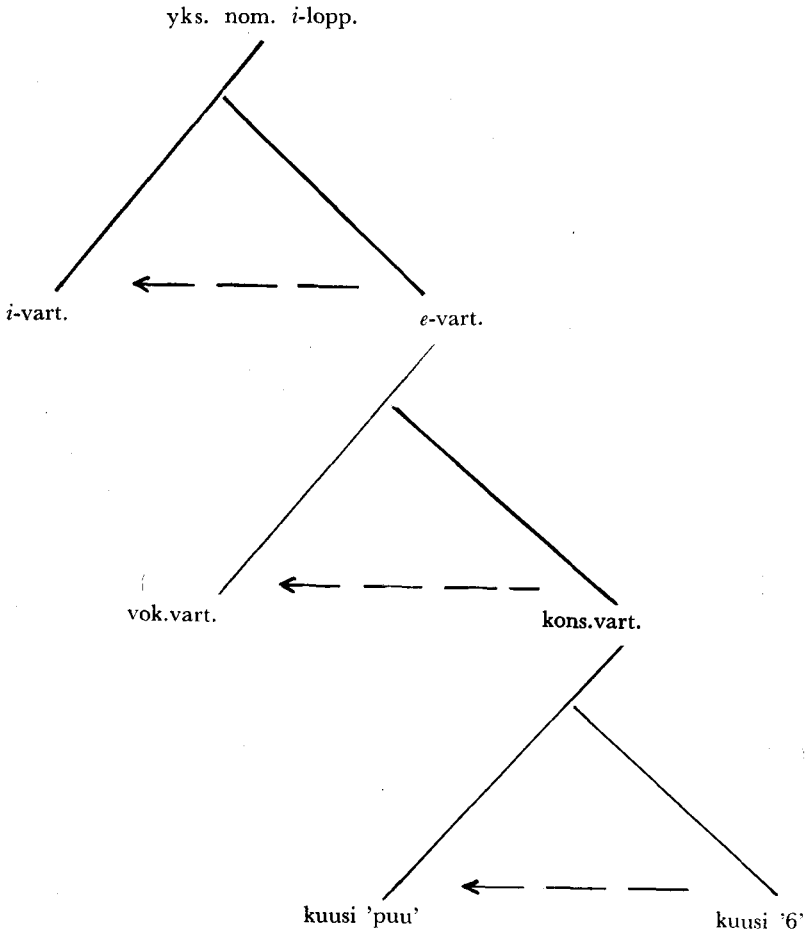 yks. nom. i-lopp.
i-vart.
e-vart.
vok.vart.
kons.vart.
kuusi 'puu'
kuusi '6'